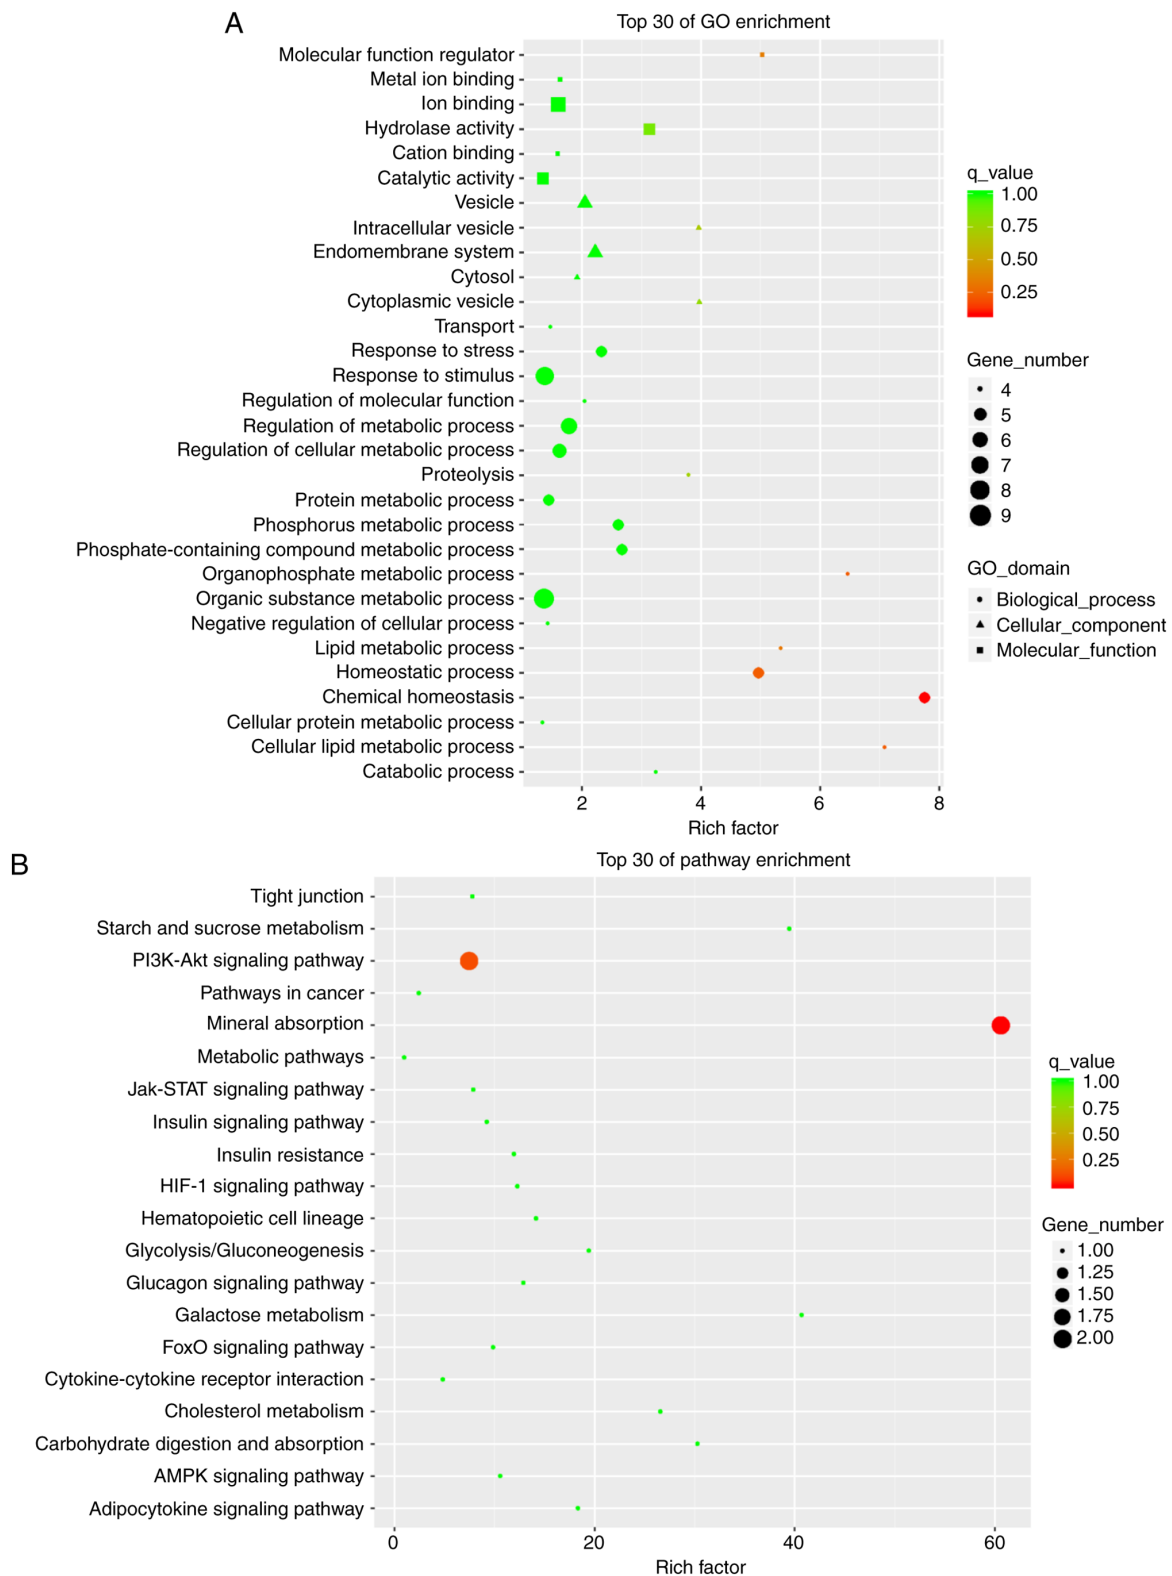 A
Top 30 of GO enrichment
Molecular function regulator
Metal ion binding
Ion binding
Hydrolase activity
Cation binding
Catalytic activity
Vesicle
Intracellular vesicle
Endomembrane system
Cytosol
Cytoplasmic vesicle
Transport
Response to stress
Response to stimulus
Regulation of molecular function
Regulation of metabolic process
Regulation of cellular metabolic process
Proteolysis
Protein metabolic process
Phosphorus metabolic process
Phosphate-containing compound metabolic process
Organophosphate metabolic process
Organic substance metabolic process
Negative regulation of cellular process
Lipid metabolic process
Homeostatic process
Chemical homeostasis
Cellular protein metabolic process
Cellular lipid metabolic process
Catabolic process
2 4 6 8
Rich factor
q_value
1.00
0.75
0.50
0.25
Gene_number
4
5
6
7
8
9
GO_domain
Biological_process
Cellular_component
Molecular_function
B
Top 30 of pathway enrichment
Tight junction
Starch and sucrose metabolism
PI3K-Akt signaling pathway
Pathways in cancer
Mineral absorption
Metabolic pathways
Jak-STAT signaling pathway
Insulin signaling pathway
Insulin resistance
HIF-1 signaling pathway
Hematopoietic cell lineage
Glycolysis/Gluconeogenesis
Glucagon signaling pathway
Galactose metabolism
FoxO signaling pathway
Cytokine-cytokine receptor interaction
Cholesterol metabolism
Carbohydrate digestion and absorption
AMPK signaling pathway
Adipocytokine signaling pathway
0 20 40 60
Rich factor
q_value
1.00
0.75
0.50
0.25
Gene_number
1.00
1.25
1.50
1.75
2.00